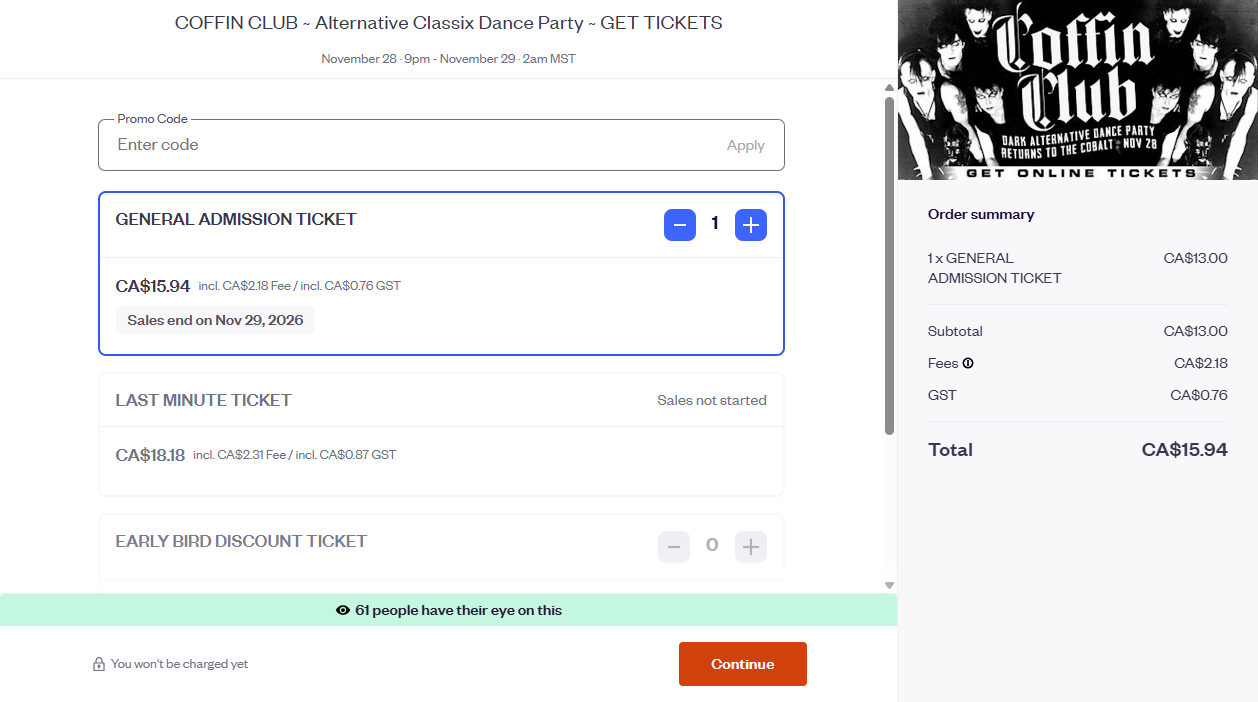 COFFIN CLUB ~ Alternative Classix Dance Party ~ GET TICKETS
November 28 · 9pm - November 29 · 2am MST
Promo Code
Enter code
Apply
GENERAL ADMISSION TICKET
1
CA$15.94 incl. CA$2.18 Fee / incl. CA$0.76 GST
Sales end on Nov 29, 2026
LAST MINUTE TICKET
Sales not started
CA$18.18 incl. CA$2.31 Fee / incl. CA$0.87 GST
EARLY BIRD DISCOUNT TICKET
0
61 people have their eye on this
You won't be charged yet
Continue
Coffin
Club
DARK ALTERNATIVE DANCE PARTY
RETURNS TO THE COBALT NOV 28
GET ONLINE TICKETS
Order summary
1 x GENERAL
ADMISSION TICKET
CA$13.00
Subtotal CA$13.00
Fees CA$2.18
GST CA$0.76
Total CA$15.94